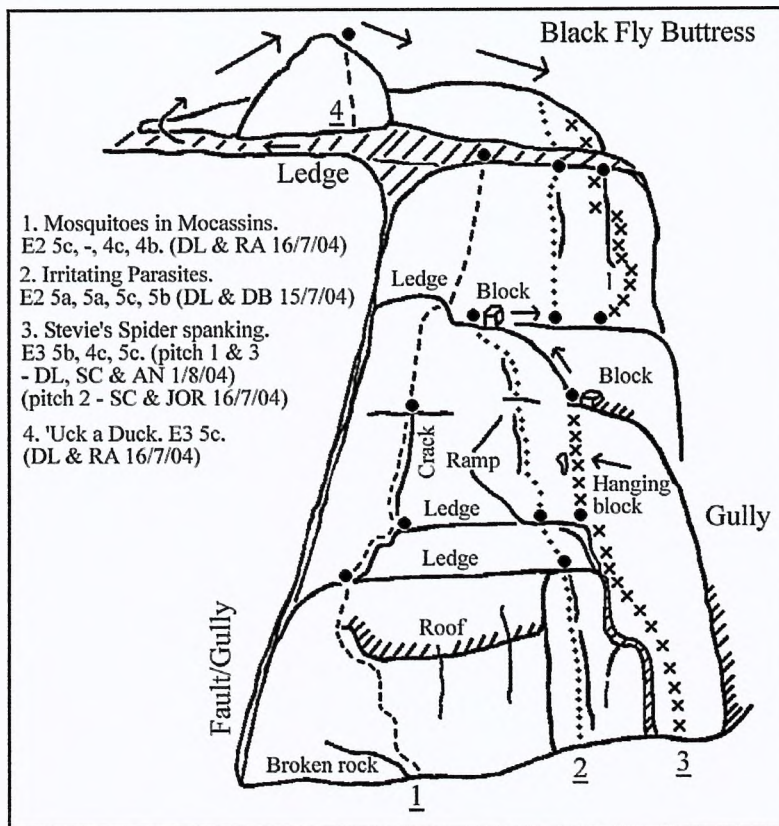 Black Fly Buttress
4
Ledge
1. Mosquitoes in Mocassins.
E2 5c, -, 4c, 4b. (DL & RA 16/7/04)
2. Irritating Parasites.
E2 5a, 5a, 5c, 5b (DL & DB 15/7/04)
3. Stevie's Spider spanking.
E3 5b, 4c, 5c. (pitch 1 & 3
- DL, SC & AN 1/8/04)
(pitch 2 - SC & JOR 16/7/04)
4. 'Uck a Duck. E3 5c.
(DL & RA 16/7/04)
Ledge
Block
Block
Crack
Ramp
Hanging
block
Ledge
Gully
Ledge
Roof
Fault/Gully
Broken rock
1
2
3